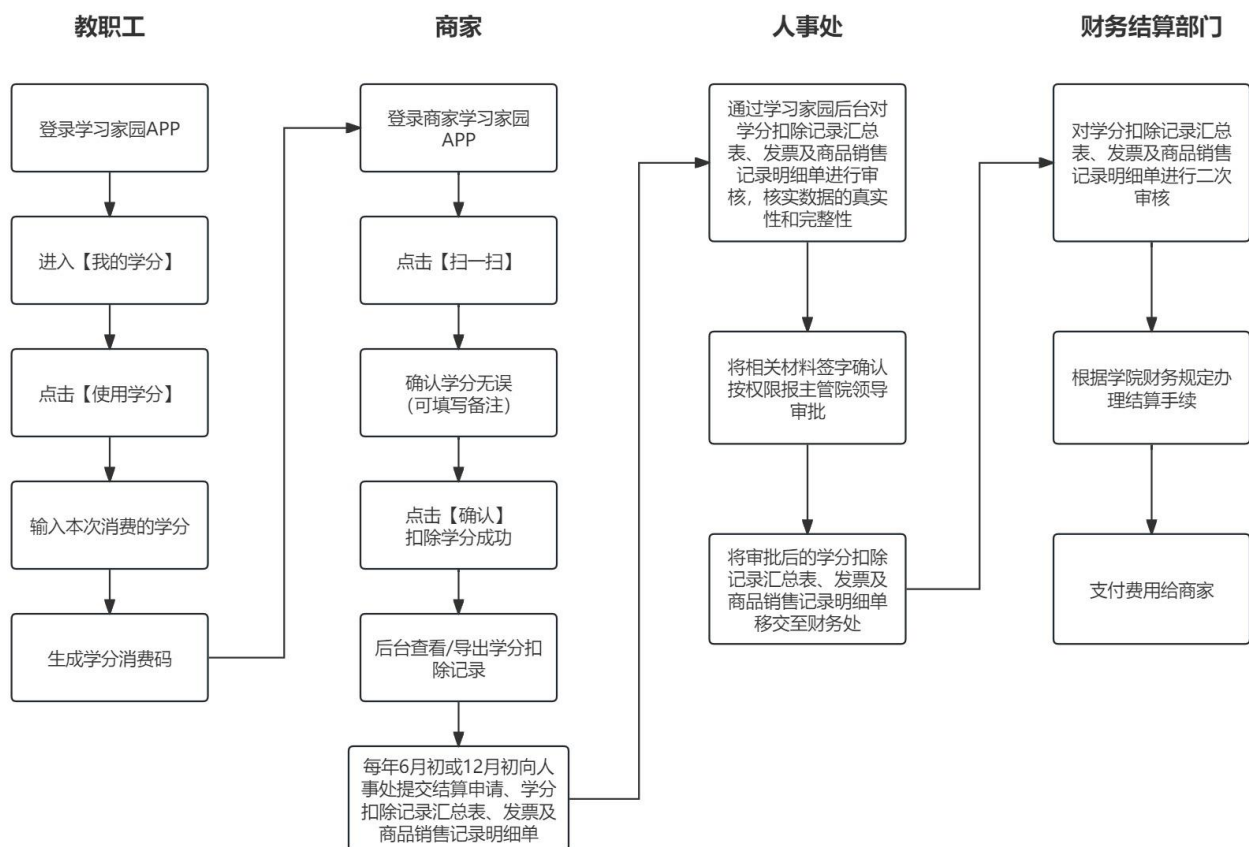 教职工
商家
人事处
财务结算部门
登录学习家园APP
进入【我的学分】
点击【使用学分】
输入本次消费的学分
生成学分消费码
登录商家学习家园
APP
点击【扫一扫】
确认学分无误
（可填写备注）
点击【确认】
扣除学分成功
后台查看/导出学分扣
除记录
每年6月初或12月初向人
事处提交结算申请、学分
扣除记录汇总表、发票及
商品销售记录明细单
通过学习家园后台对
学分扣除记录汇总
表、发票及商品销售
记录明细单进行审
核，核实数据的真实
性和完整性
将相关材料签字确认
按权限报主管院领导
审批
将审批后的学分扣除
记录汇总表、发票及
商品销售记录明细单
移交至财务处
对学分扣除记录汇总
表、发票及商品销售
记录明细单进行二次
审核
根据学院财务规定办
理结算手续
支付费用给商家